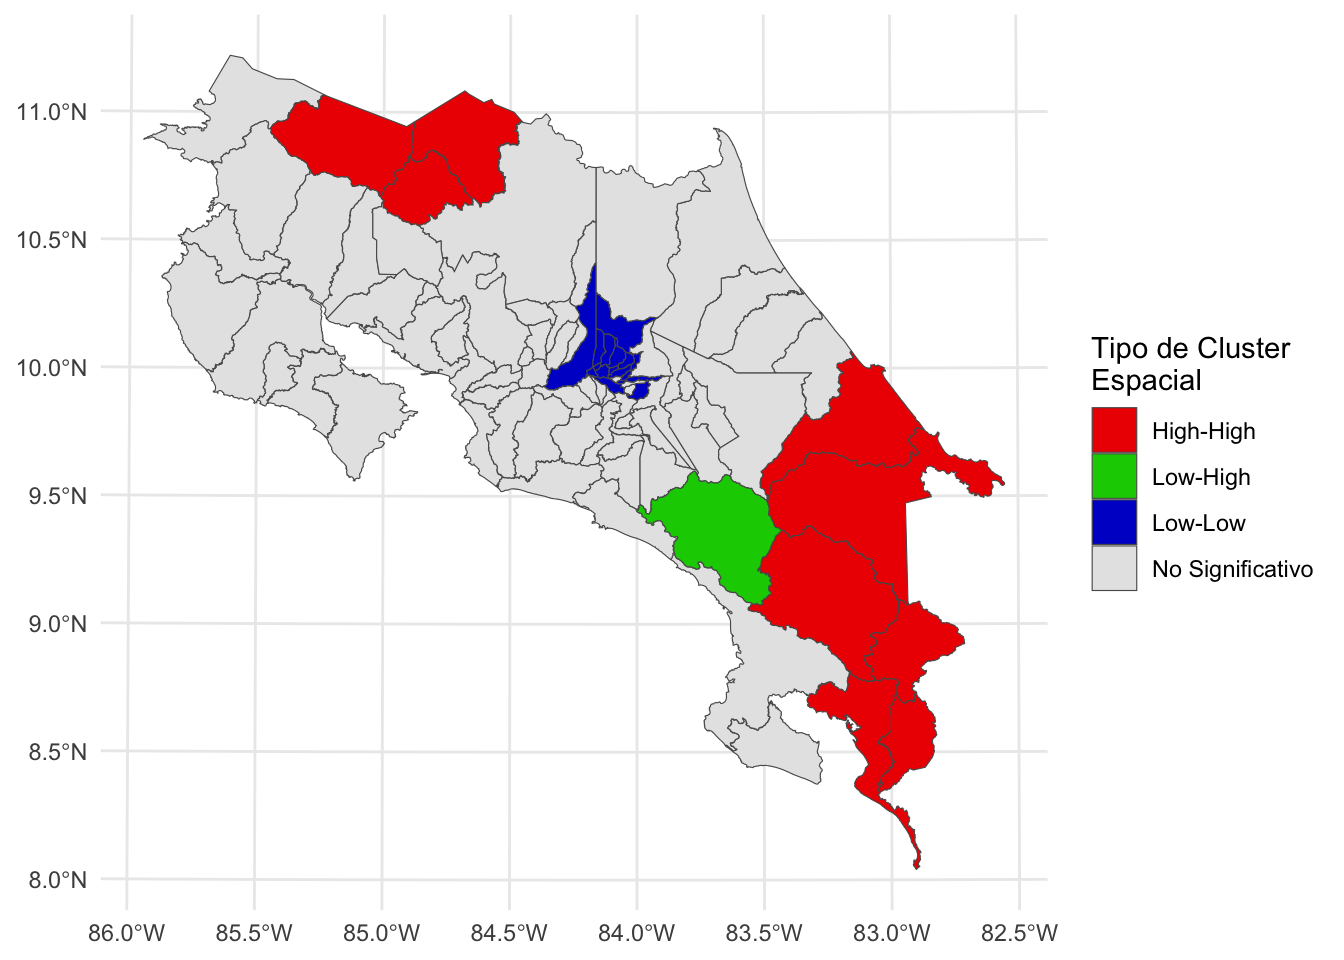 11.0°N
10.5°N
10.0°N
9.5°N
9.0°N
8.5°N
8.0°N
86.0°W 85.5°W 85.0°W 84.5°W 84.0°W 83.5°W 83.0°W 82.5°W
Tipo de Cluster
Espacial
High-High
Low-High
Low-Low
No Significativo